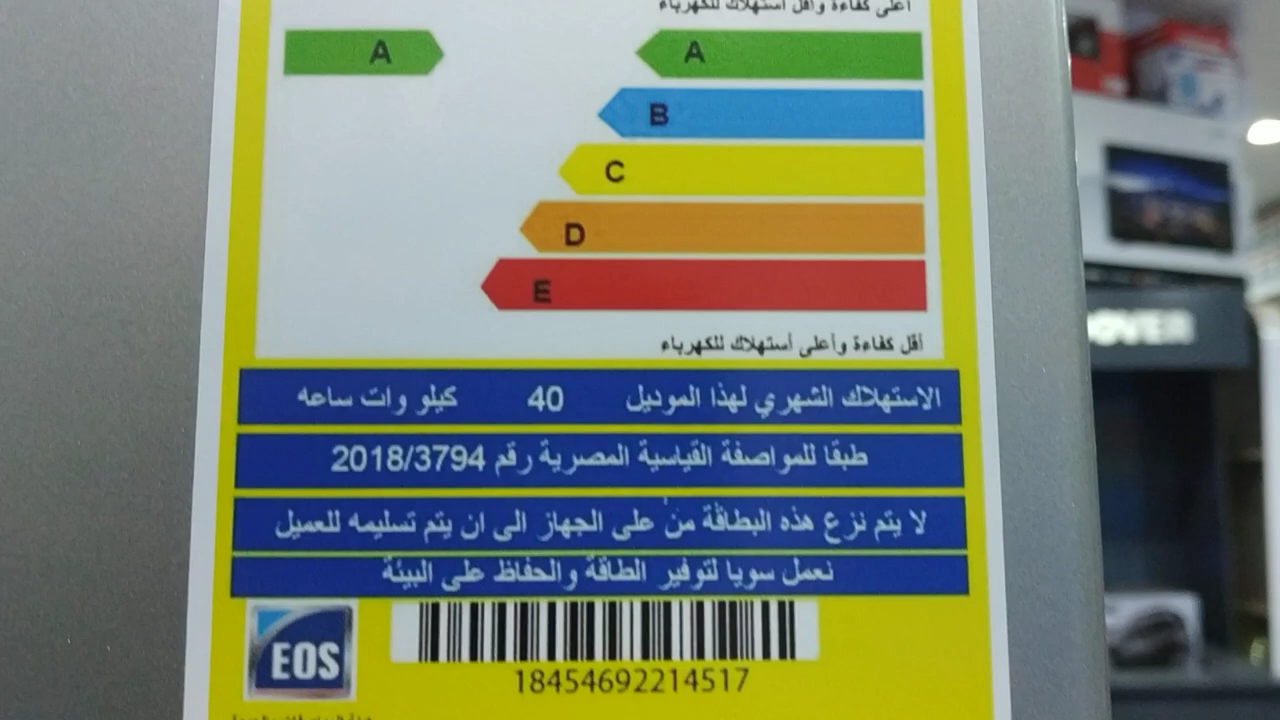 أعلى كفاءة وأقل استهلاك للكهرباء
A A
B
C
D
E
أقل كفاءة وأعلى أستهلاك للكهرباء
الاستهلاك الشهري لهذا الموديل 40 كيلو وات ساعه
طبقا للمواصفة القياسية المصرية رقم 2018/3794
لا يتم نزع هذه البطاقة من على الجهاز الى ان يتم تسليمه للعميل
نعمل سويا لتوفير الطاقة والحفاظ على البيئة
EOS
18454692214517
OVER